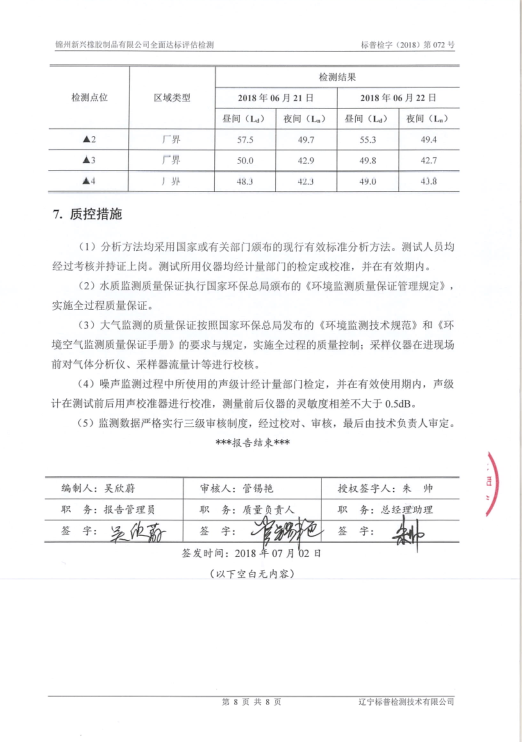 锦州新兴橡胶制品有限公司全面达标评估检测 标普检字（2018）第 072 号
检测点位 区域类型 检测结果
2018 年 06 月 21 日 2018 年 06 月 22 日
昼间（Ld） 夜间（Ln） 昼间（Ld） 夜间（Ln）
▲2 厂界 57.5 49.7 55.3 49.4
▲3 厂界 50.0 42.9 49.8 42.7
▲4 厂界 48.3 42.3 49.0 43.8
7. 质控措施
（1）分析方法均采用国家或有关部门颁布的现行有效标准分析方法。测试人员均
经过考核并持证上岗。测试所用仪器均经计量部门的检定或校准，并在有效期内。
（2）水质监测质量保证执行国家环保总局颁布的《环境监测质量保证管理规定》，
实施全过程质量保证。
（3）大气监测的质量保证按照国家环保总局发布的《环境监测技术规范》和《环
境空气监测质量保证手册》的要求与规定，实施全过程的质量控制；采样仪器在进现场
前对气体分析仪、采样器流量计等进行校核。
（4）噪声监测过程中所使用的声级计经计量部门检定，并在有效使用期内，声级
计在测试前后用声校准器进行校准，测量前后仪器的灵敏度相差不大于 0.5dB。
（5）监测数据严格实行三级审核制度，经过校对、审核，最后由技术负责人审定。
***报告结束***
编制人：吴欣蔚 审核人：管锡艳 授权签字人：朱 帅
职 务：报告管理员 职 务：质量负责人 职 务：总经理助理
签 字：吴欣蔚 签 字：管锡艳 签 字：朱帅
签发时间：2018 年 07 月 02 日
（以下空白无内容）
第 8 页 共 8 页 辽宁标普检测技术有限公司